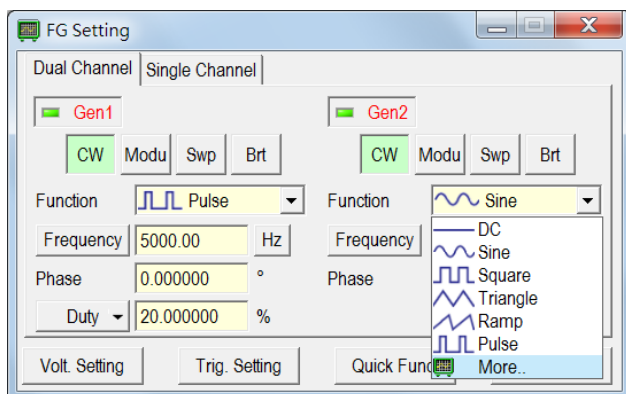 FG Setting
Dual Channel Single Channel
Gen1 Gen2
CW Modu Swp Brt CW Modu Swp Brt
Function Pulse Function Sine
DC
Sine
Frequency 5000.00 Hz Frequency
Square
Phase 0.000000 ° Phase
Triangle
Ramp
Duty 20.000000 %
Pulse
Volt. Setting Trig. Setting Quick Func More..